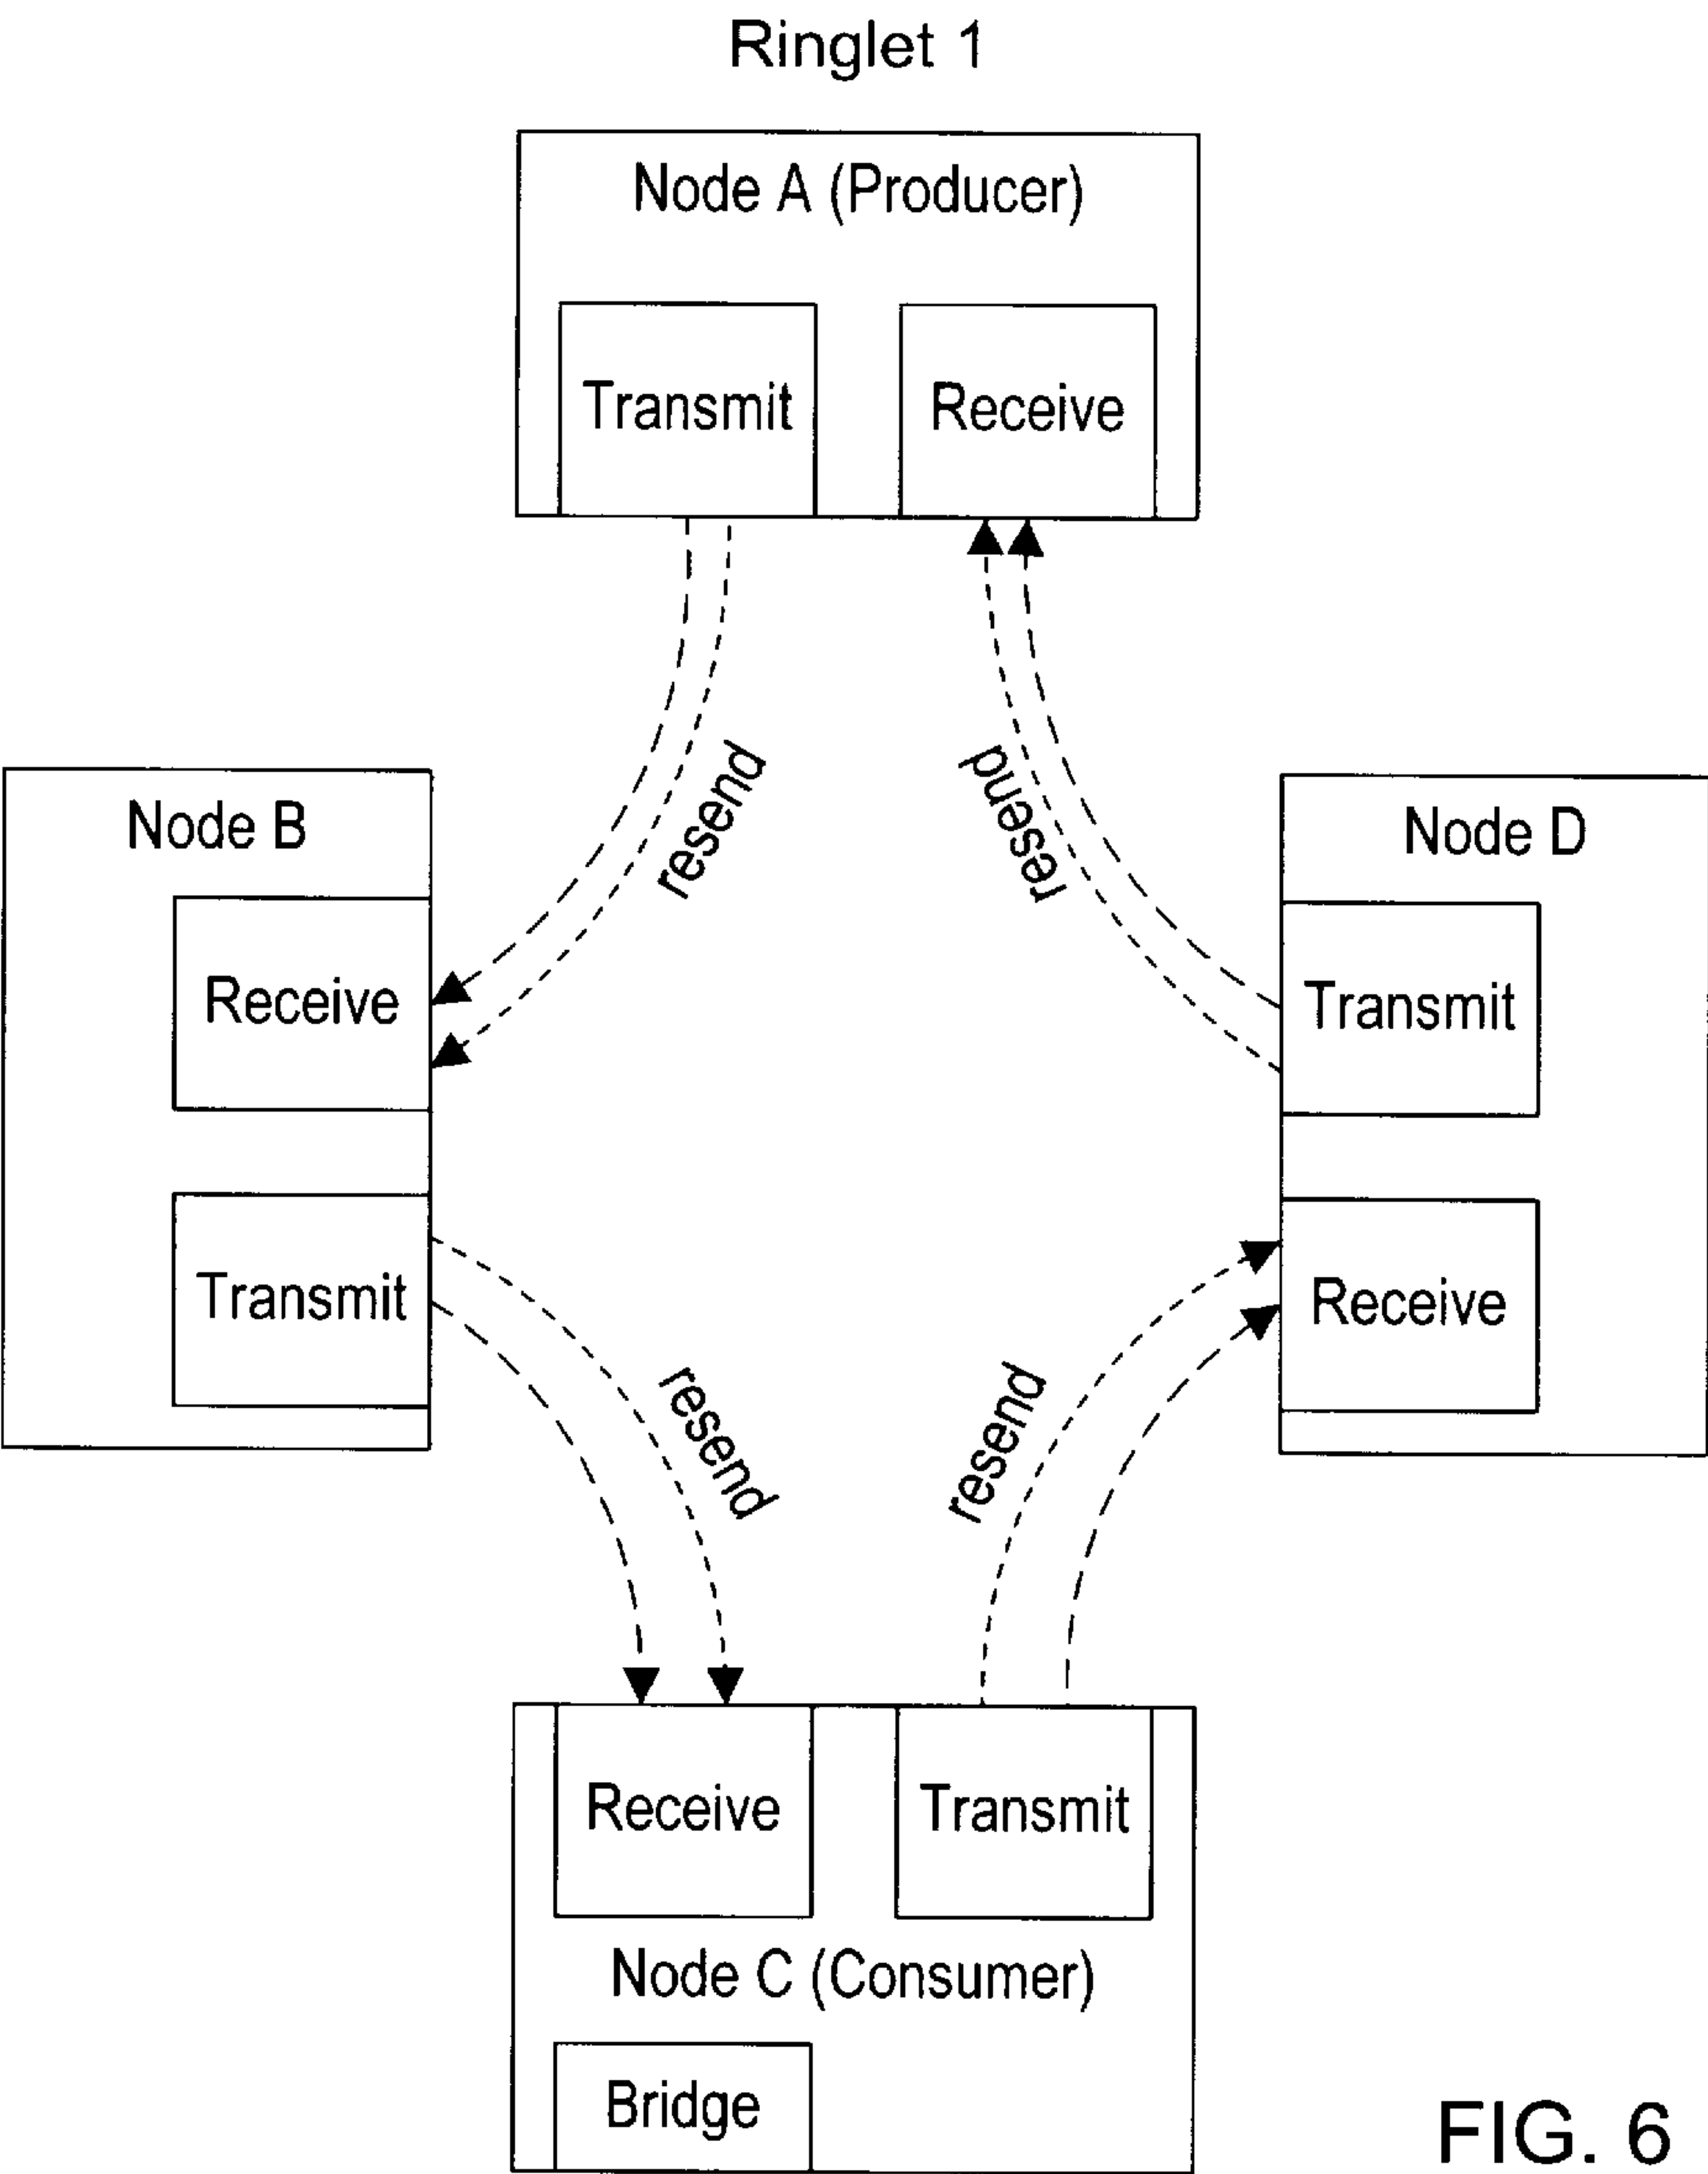 Ringlet 1
Node A (Producer)
Transmit
Receive
resend
resend
Node B
Receive
Transmit
Node D
Transmit
Receive
resend
resend
Receive
Transmit
Node C (Consumer)
Bridge
FIG. 6